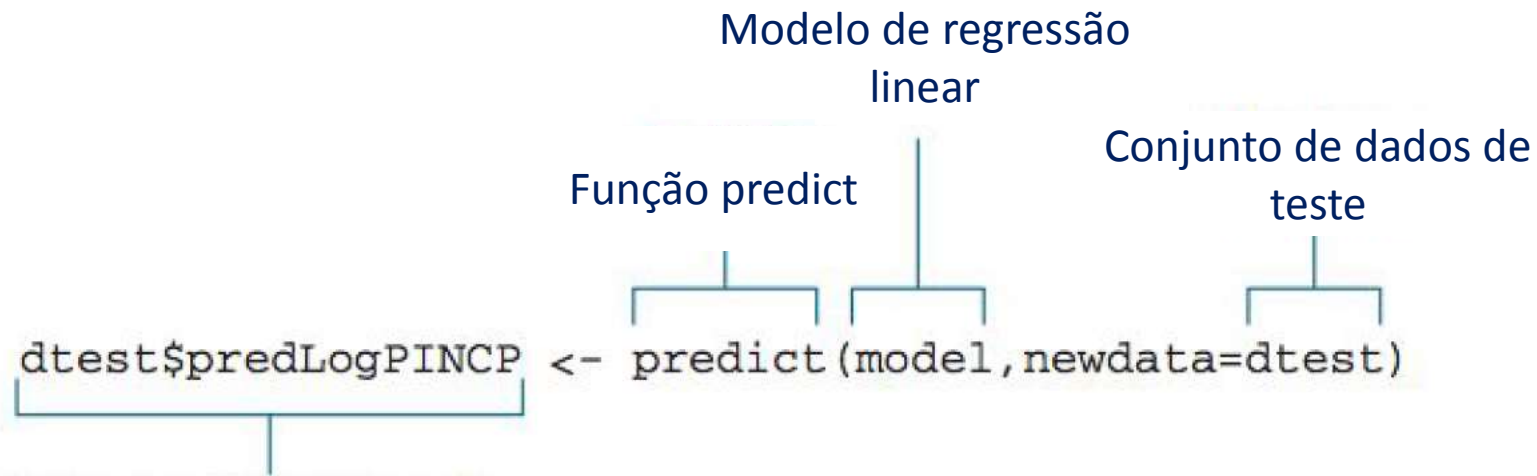 Modelo de regressão
linear
Conjunto de dados de
teste
Função predict
dtest$predLogPINCP <- predict(model,newdata=dtest)